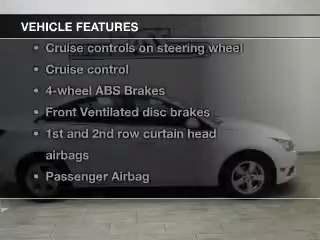 VEHICLE FEATURES
• Cruise controls on steering wheel
• Cruise control
• 4-wheel ABS Brakes
• Front Ventilated disc brakes
• 1st and 2nd row curtain head
airbags
• Passenger Airbag